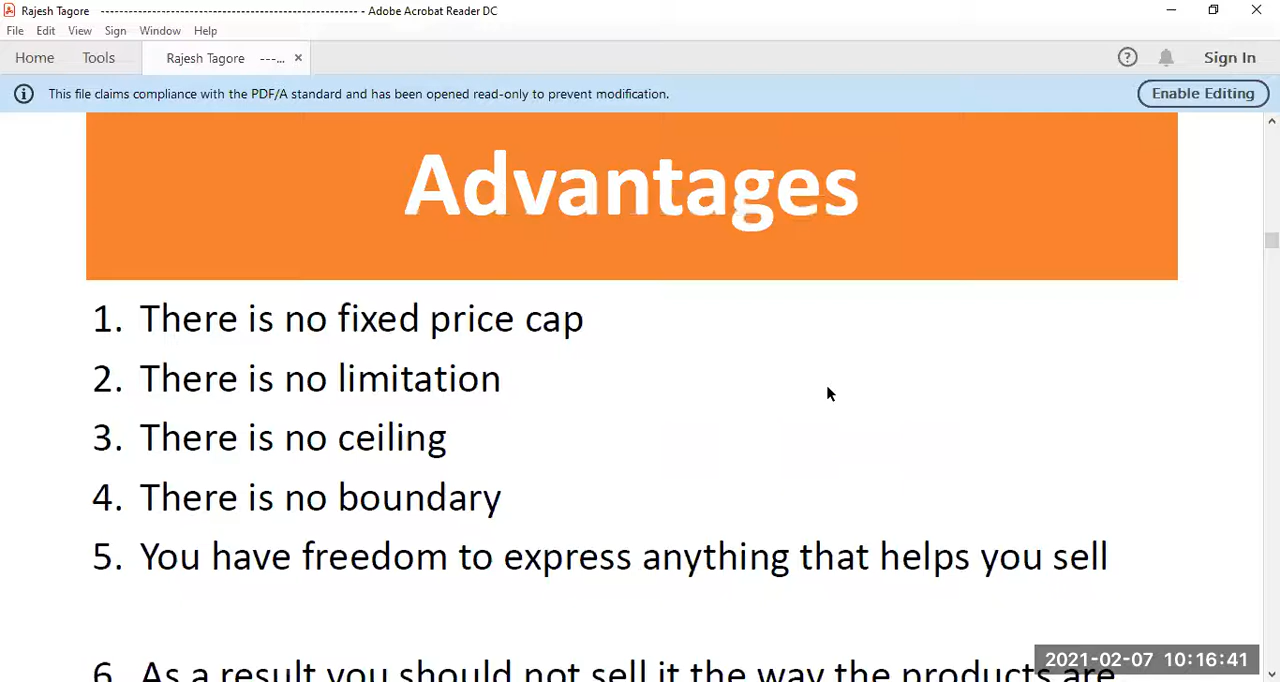 Rajesh Tagore ------------------------------------------------- - Adobe Acrobat Reader DC
File Edit View Sign Window Help
Home Tools Rajesh Tagore ---... × Sign In
This file claims compliance with the PDF/A standard and has been opened read-only to prevent modification. Enable Editing
Advantages
1. There is no fixed price cap
2. There is no limitation
3. There is no ceiling
4. There is no boundary
5. You have freedom to express anything that helps you sell
6. As a result you should not sell it the way the products are
2021-02-07 10:16:41